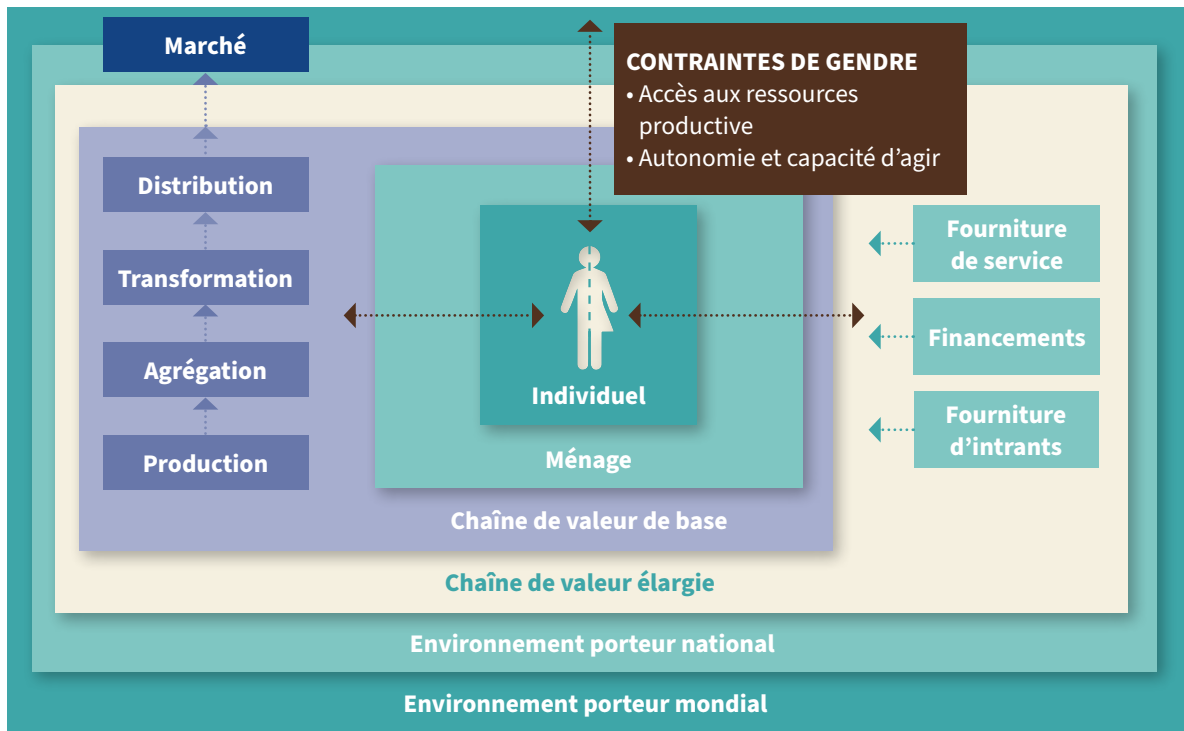 Marché
CONTRAINTES DE GENDRE
• Accès aux ressources
productive
• Autonomie et capacité d’agir
Distribution
Transformation
Agrégation
Production
Individuel
Ménage
Chaîne de valeur de base
Fourniture
de service
Financements
Fourniture
d’intrants
Chaîne de valeur élargie
Environnement porteur national
Environnement porteur mondial